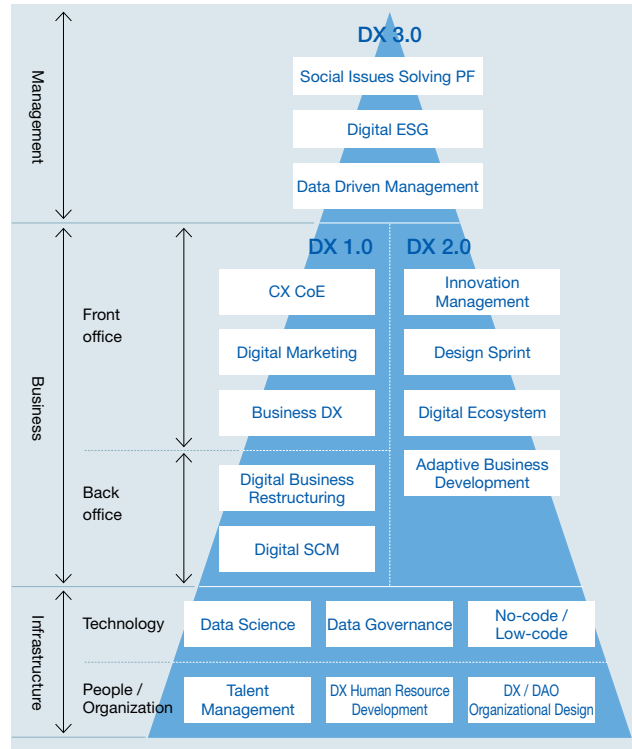 DX 3.0
Management
Social Issues Solving PF
Digital ESG
Data Driven Management
Business
Front
office
DX 1.0
CX CoE
Digital Marketing
Business DX
Back
office
Digital Business
Restructuring
Digital SCM
DX 2.0
Innovation
Management
Design Sprint
Digital Ecosystem
Adaptive Business
Development
Infrastructure
Technology
Data Science
Data Governance
No-code /
Low-code
People /
Organization
Talent
Management
DX Human Resource
Development
DX / DAO
Organizational Design